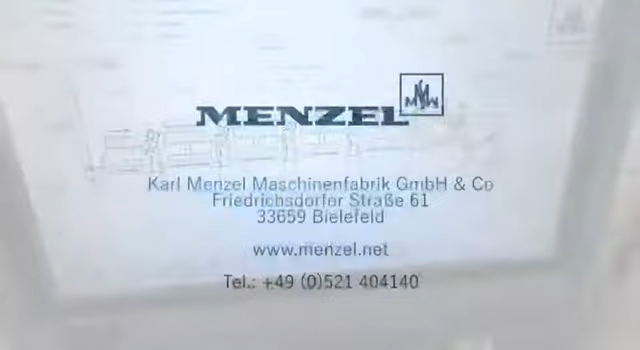 MENZEL
Karl Menzel Maschinenfabrik GmbH & Co
Friedrichsdorfer Straße 61
33659 Bielefeld
www.menzel.net
Tel.: +49 (0)521 404140